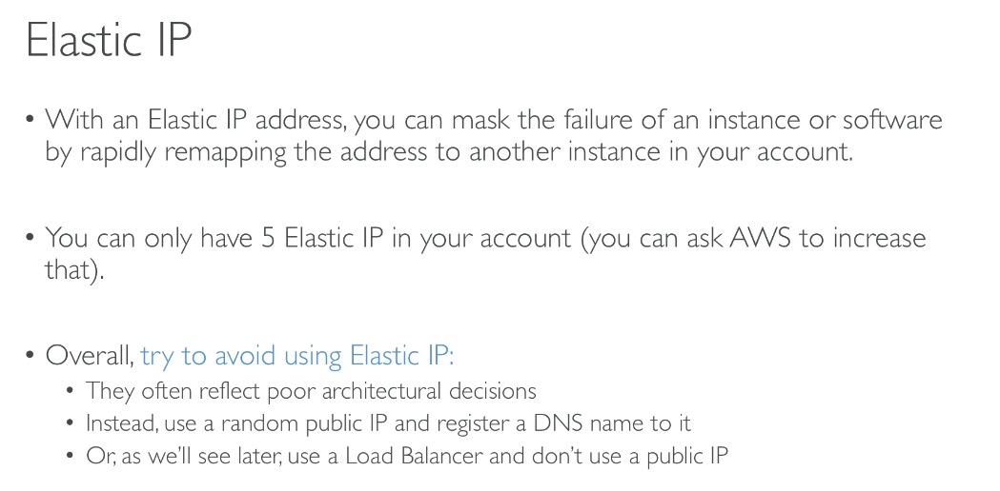 Elastic IP
• With an Elastic IP address, you can mask the failure of an instance or software
by rapidly remapping the address to another instance in your account.
• You can only have 5 Elastic IP in your account (you can ask AWS to increase
that).
• Overall, try to avoid using Elastic IP:
• They often reflect poor architectural decisions
• Instead, use a random public IP and register a DNS name to it
• Or, as we’ll see later, use a Load Balancer and don’t use a public IP